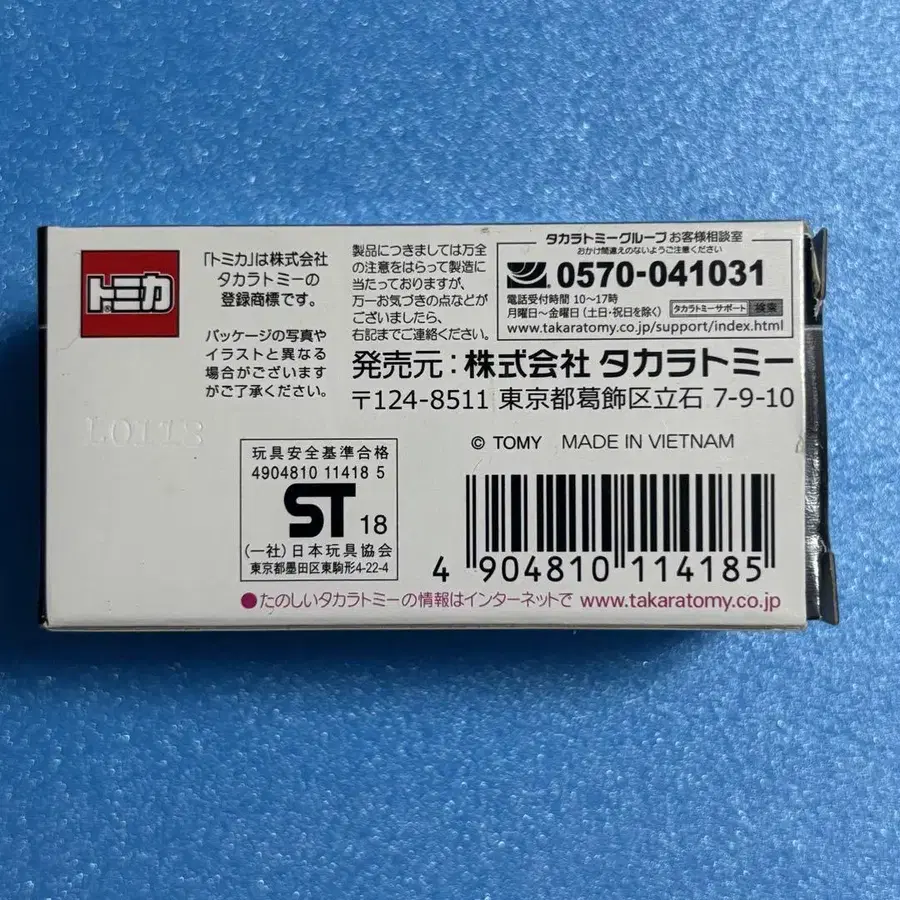 トミカ
「トミカ」は株式会社
タカラトミーの
登録商標です。
パッケージの写真や
イラストと異なる
場合がございます
がご了承ください。
製品につきましては万全
の注意をはらって製造に
当たっておりますが、
万一お気づきの点などが
ございましたら、
右記までご連絡ください。
タカラトミーグループ お客様相談室
おかけ間違えのないようご注意ください
0570-041031
電話受付時間 10〜17時
月曜日〜金曜日(土日・祝日を除く)
タカラトミーサポート 検索
www.takaratomy.co.jp/support/index.html
発売元:株式会社 タカラトミー
〒124-8511 東京都葛飾区立石 7-9-10
L0113
© TOMY MADE IN VIETNAM
玩具安全基準合格
4904810 11418 5
ST 18
(一社)日本玩具協会
東京都墨田区東駒形4-22-4
4 904810 114185
●たのしいタカラトミーの情報はインターネットで www.takaratomy.co.jp